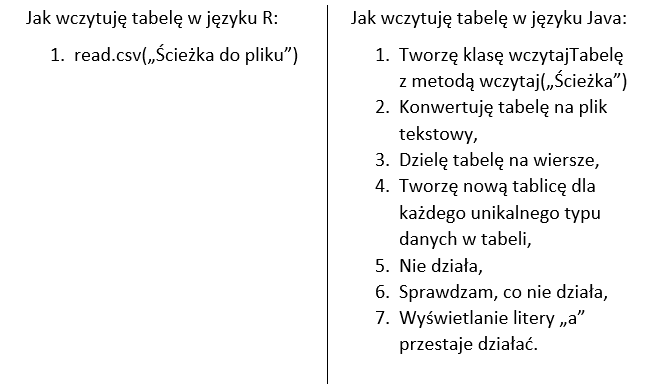 Jak wczytuję tabelę w języku R:
1. read.csv(„Ścieżka do pliku”)
Jak wczytuję tabelę w języku Java:
1. Tworzę klasę wczytajTabelę
z metodą wczytaj(„Ścieżka”)
2. Konwertuję tabelę na plik
tekstowy,
3. Dzielę tabelę na wiersze,
4. Tworzę nową tablicę dla
każdego unikalnego typu
danych w tabeli,
5. Nie działa,
6. Sprawdzam, co nie działa,
7. Wyświetlanie litery „a”
przestaje działać.